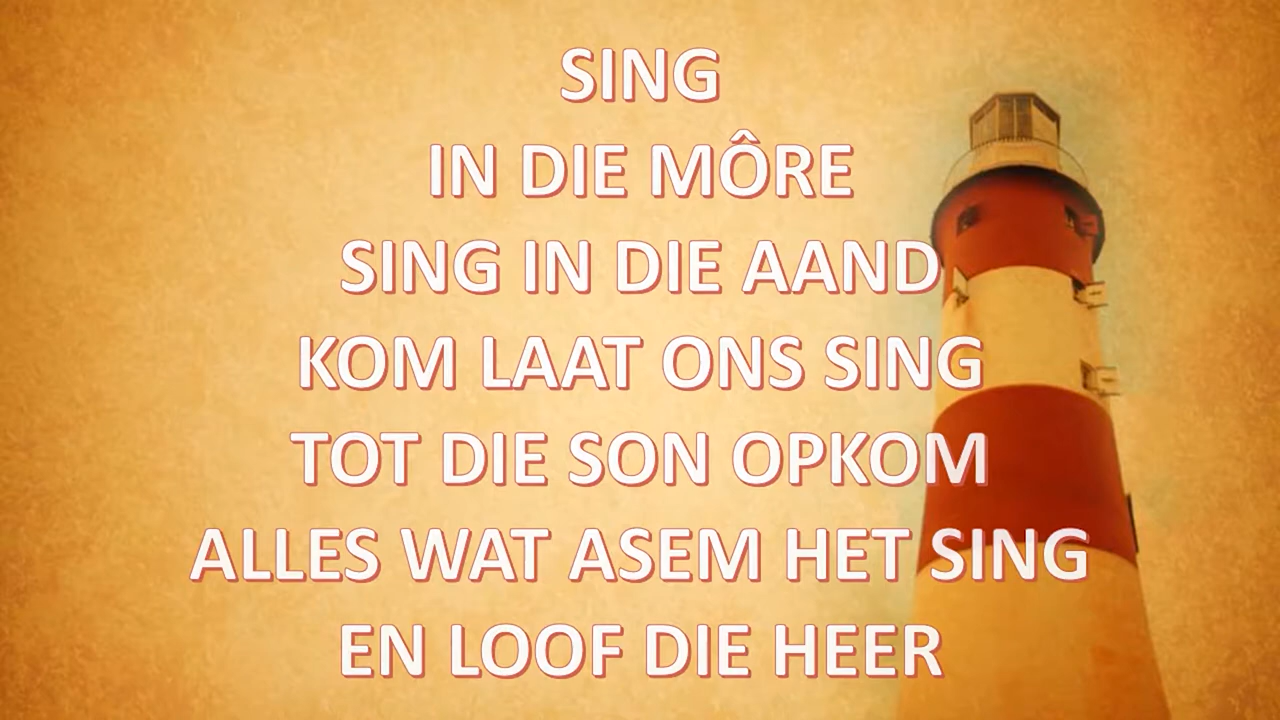 SING
IN DIE MÔRE
SING IN DIE AAND
KOM LAAT ONS SING
TOT DIE SON OPKOM
ALLES WAT ASEM HET SING
EN LOOF DIE HEER